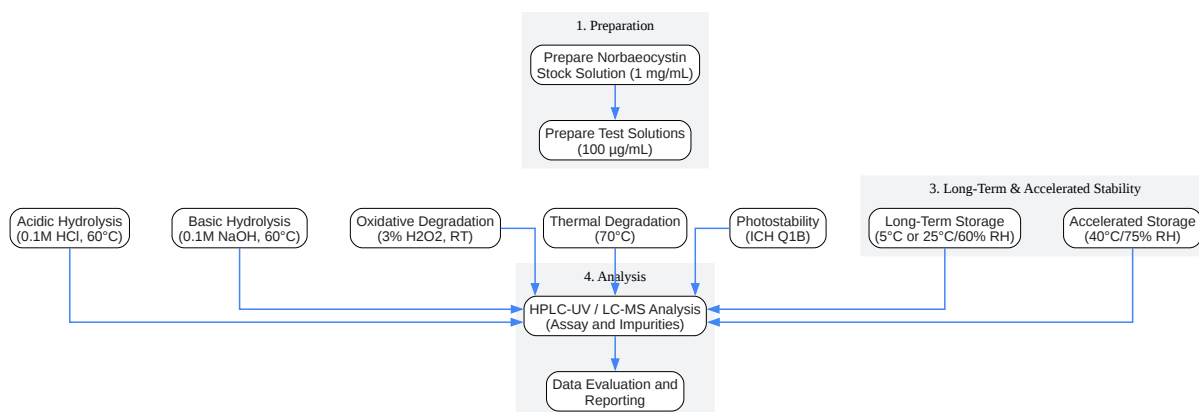 1. Preparation
Prepare Norbaeocystin
Stock Solution (1 mg/mL)
Prepare Test Solutions
(100 µg/mL)
3. Long-Term & Accelerated Stability
Acidic Hydrolysis
(0.1M HCl, 60°C)
Basic Hydrolysis
(0.1M NaOH, 60°C)
Oxidative Degradation
(3% H2O2, RT)
Thermal Degradation
(70°C)
Photostability
(ICH Q1B)
Long-Term Storage
(5°C or 25°C/60% RH)
Accelerated Storage
(40°C/75% RH)
4. Analysis
HPLC-UV / LC-MS Analysis
(Assay and Impurities)
Data Evaluation and
Reporting